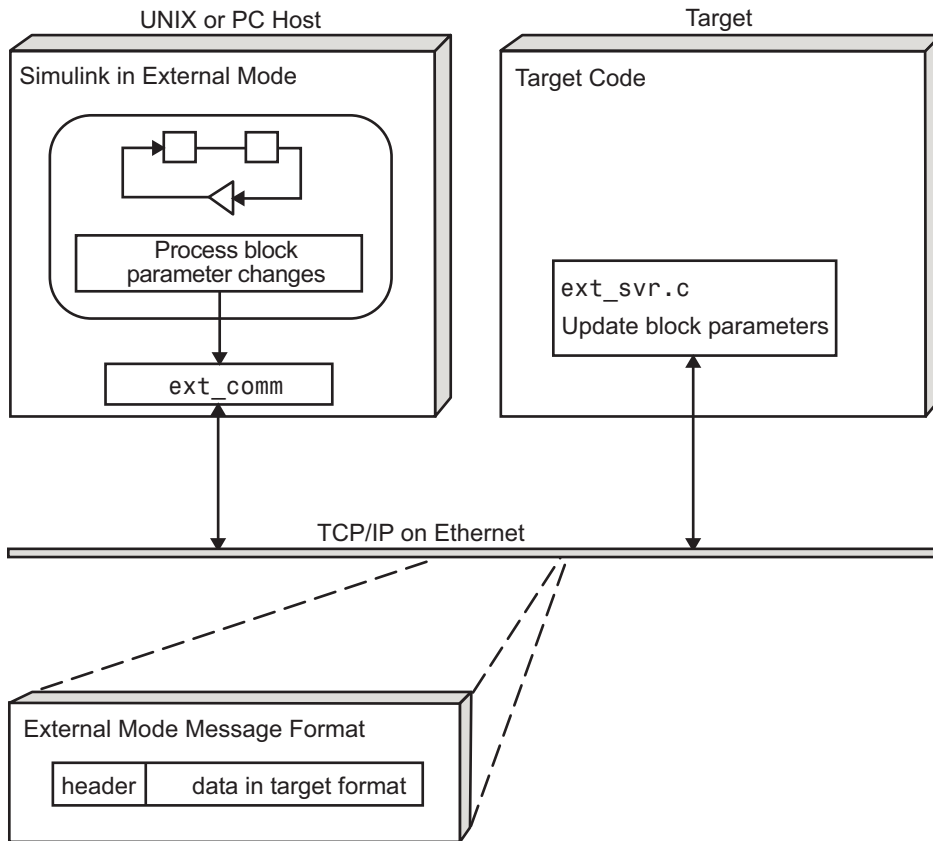 UNIX or PC Host
Target
Simulink in External Mode
Target Code
Process block
parameter changes
ext_comm
ext_svr.c
Update block parameters
TCP/IP on Ethernet
External Mode Message Format
header
data in target format